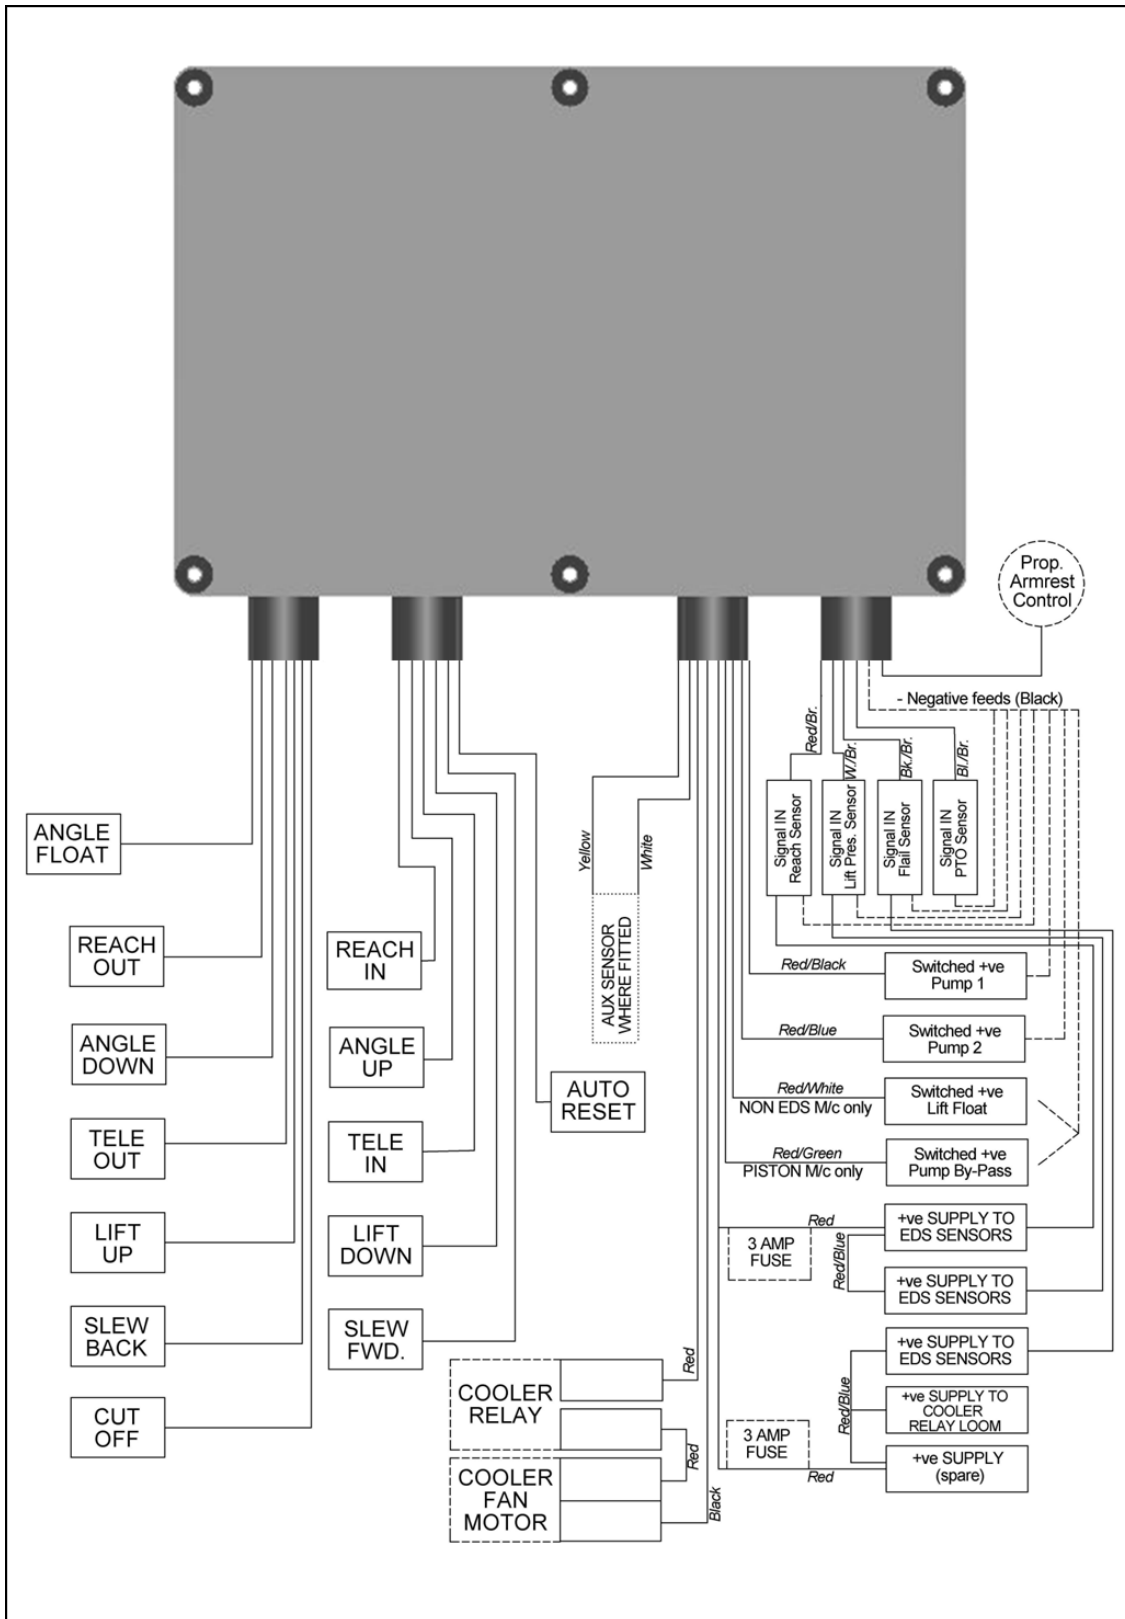 Prop.
Armrest
Control
- Negative feeds (Black)
Red/Br.
W./Br.
Bk./Br.
Bl./Br.
Signal IN
Reach Sensor
Signal IN
Lift Pres. Sensor
Signal IN
Flail Sensor
Signal IN
PTO Sensor
ANGLE
FLOAT
REACH
OUT
ANGLE
DOWN
TELE
OUT
LIFT
UP
SLEW
BACK
CUT
OFF
REACH
IN
ANGLE
UP
TELE
IN
LIFT
DOWN
SLEW
FWD.
AUTO
RESET
Yellow
White
AUX SENSOR
WHERE FITTED
Red/Black
Switched +ve
Pump 1
Red/Blue
Switched +ve
Pump 2
Red/White
NON EDS M/c only
Switched +ve
Lift Float
Red/Green
PISTON M/c only
Switched +ve
Pump By-Pass
Red
3 AMP
FUSE
Red/Blue
+ve SUPPLY TO
EDS SENSORS
+ve SUPPLY TO
EDS SENSORS
+ve SUPPLY TO
EDS SENSORS
Red/Blue
+ve SUPPLY TO
COOLER
RELAY LOOM
3 AMP
FUSE
Red
+ve SUPPLY
(spare)
COOLER
RELAY
Red
Red
COOLER
FAN
MOTOR
Black